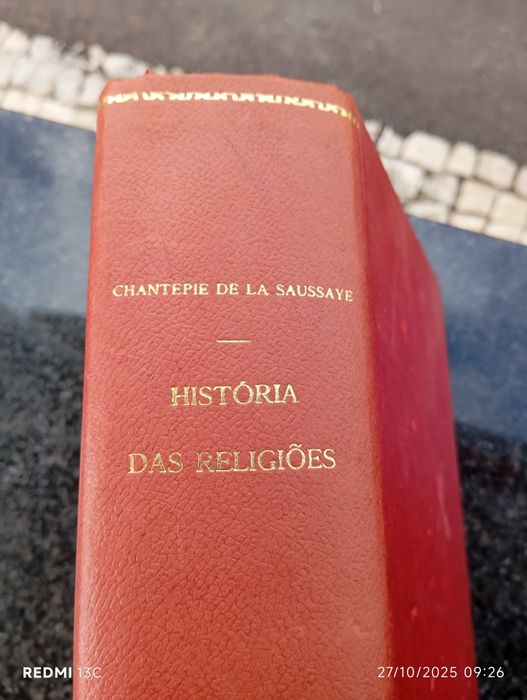 CHANTEPIE DE LA SAUSSAYE
HISTÓRIA
DAS RELIGIÕES
REDMI 13C
27/10/2025 09:26